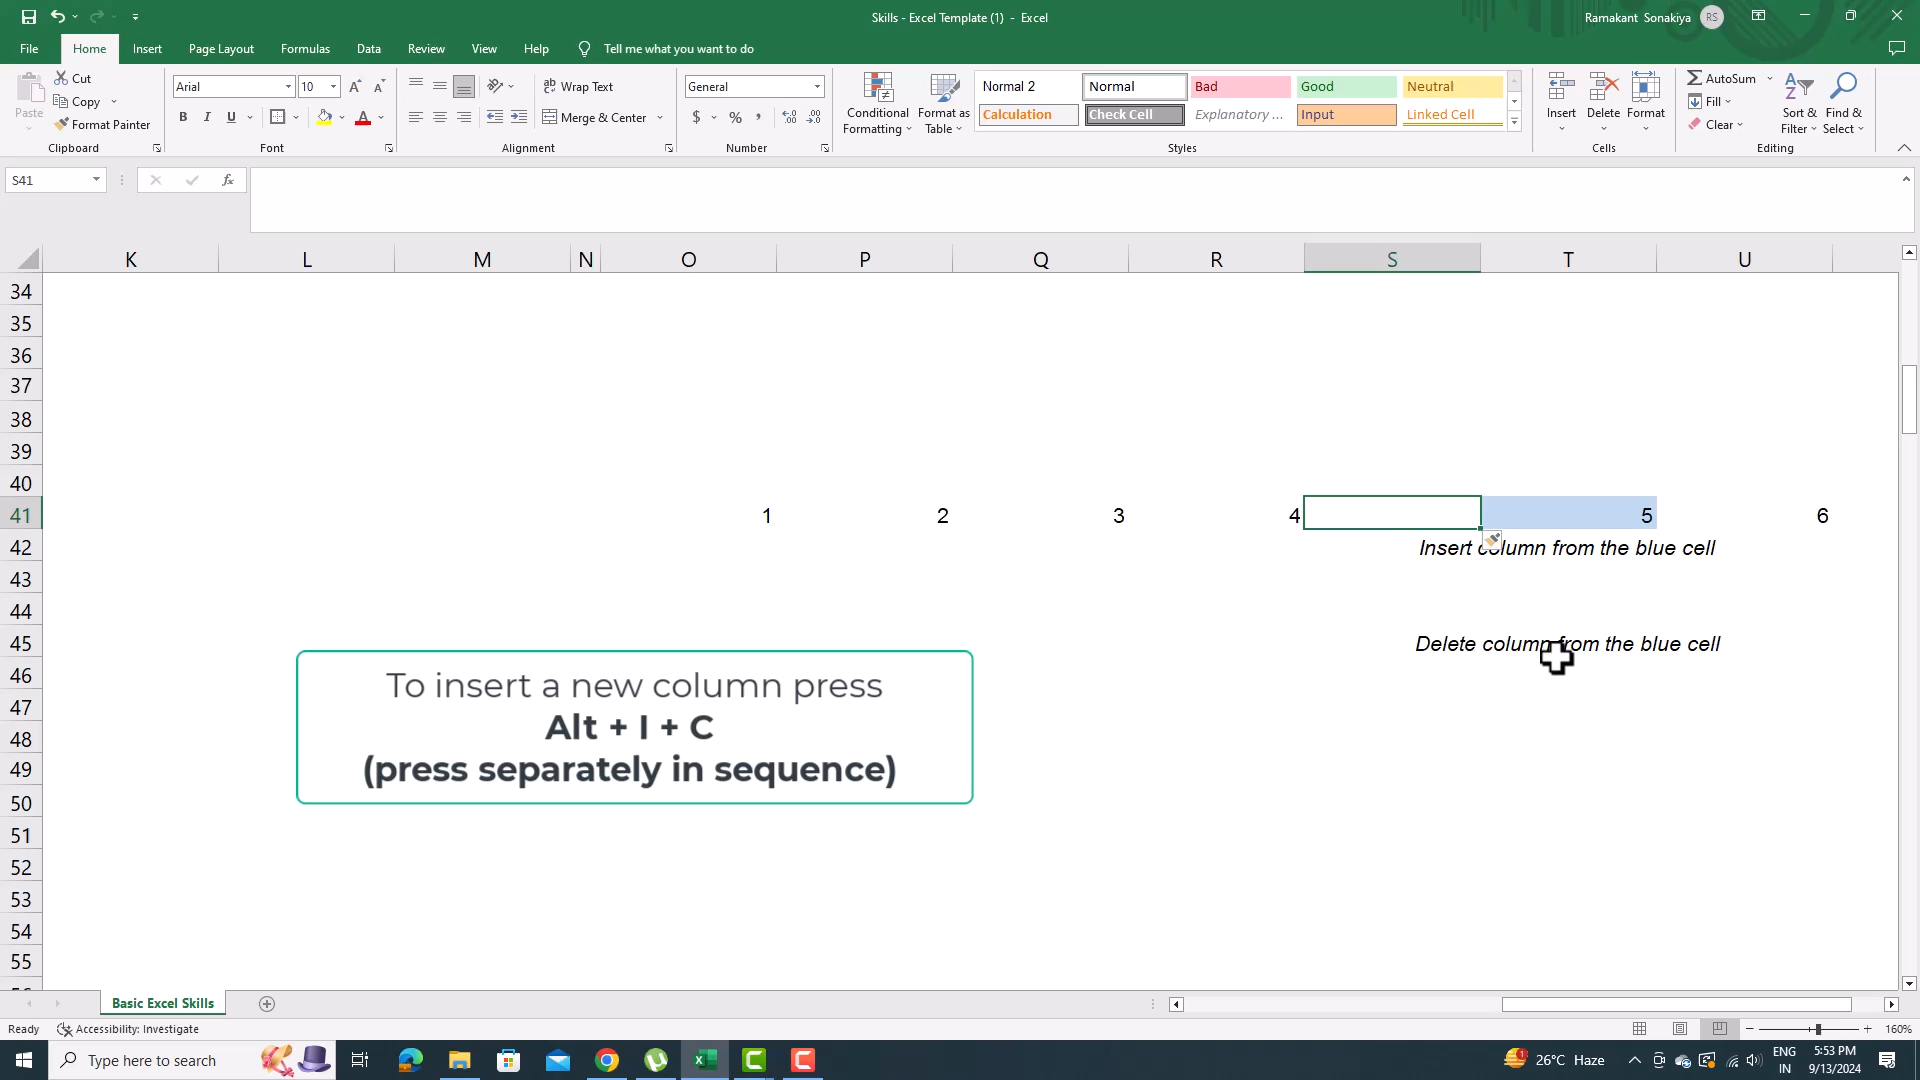 Skills - Excel Template (1) - Excel
Ramakant Sonakiya
RS
File
Home
Insert
Page Layout
Formulas
Data
Review
View
Help
Tell me what you want to do
Paste
Cut
Copy
Format Painter
Clipboard
Arial
10
B I U
Font
Wrap Text
Merge & Center
Alignment
General
$ % ,
Number
Conditional
Formatting
Format as
Table
Normal 2
Normal
Bad
Good
Neutral
Calculation
Check Cell
Explanatory ...
Input
Linked Cell
Styles
Insert
Delete
Format
Cells
AutoSum
Fill
Clear
Sort &
Filter
Find &
Select
Editing
S41
fx
K L M N O P Q R S T U
34
35
36
37
38
39
40
41 1 2 3 4 5 6
42 Insert column from the blue cell
43
44
45 Delete column from the blue cell
46
47
48
49
50
51
52
53
54
55
To insert a new column press
Alt + I + C
(press separately in sequence)
Basic Excel Skills
Ready
Accessibility: Investigate
160%
Type here to search
26°C Haze
ENG
IN
5:53 PM
9/13/2024